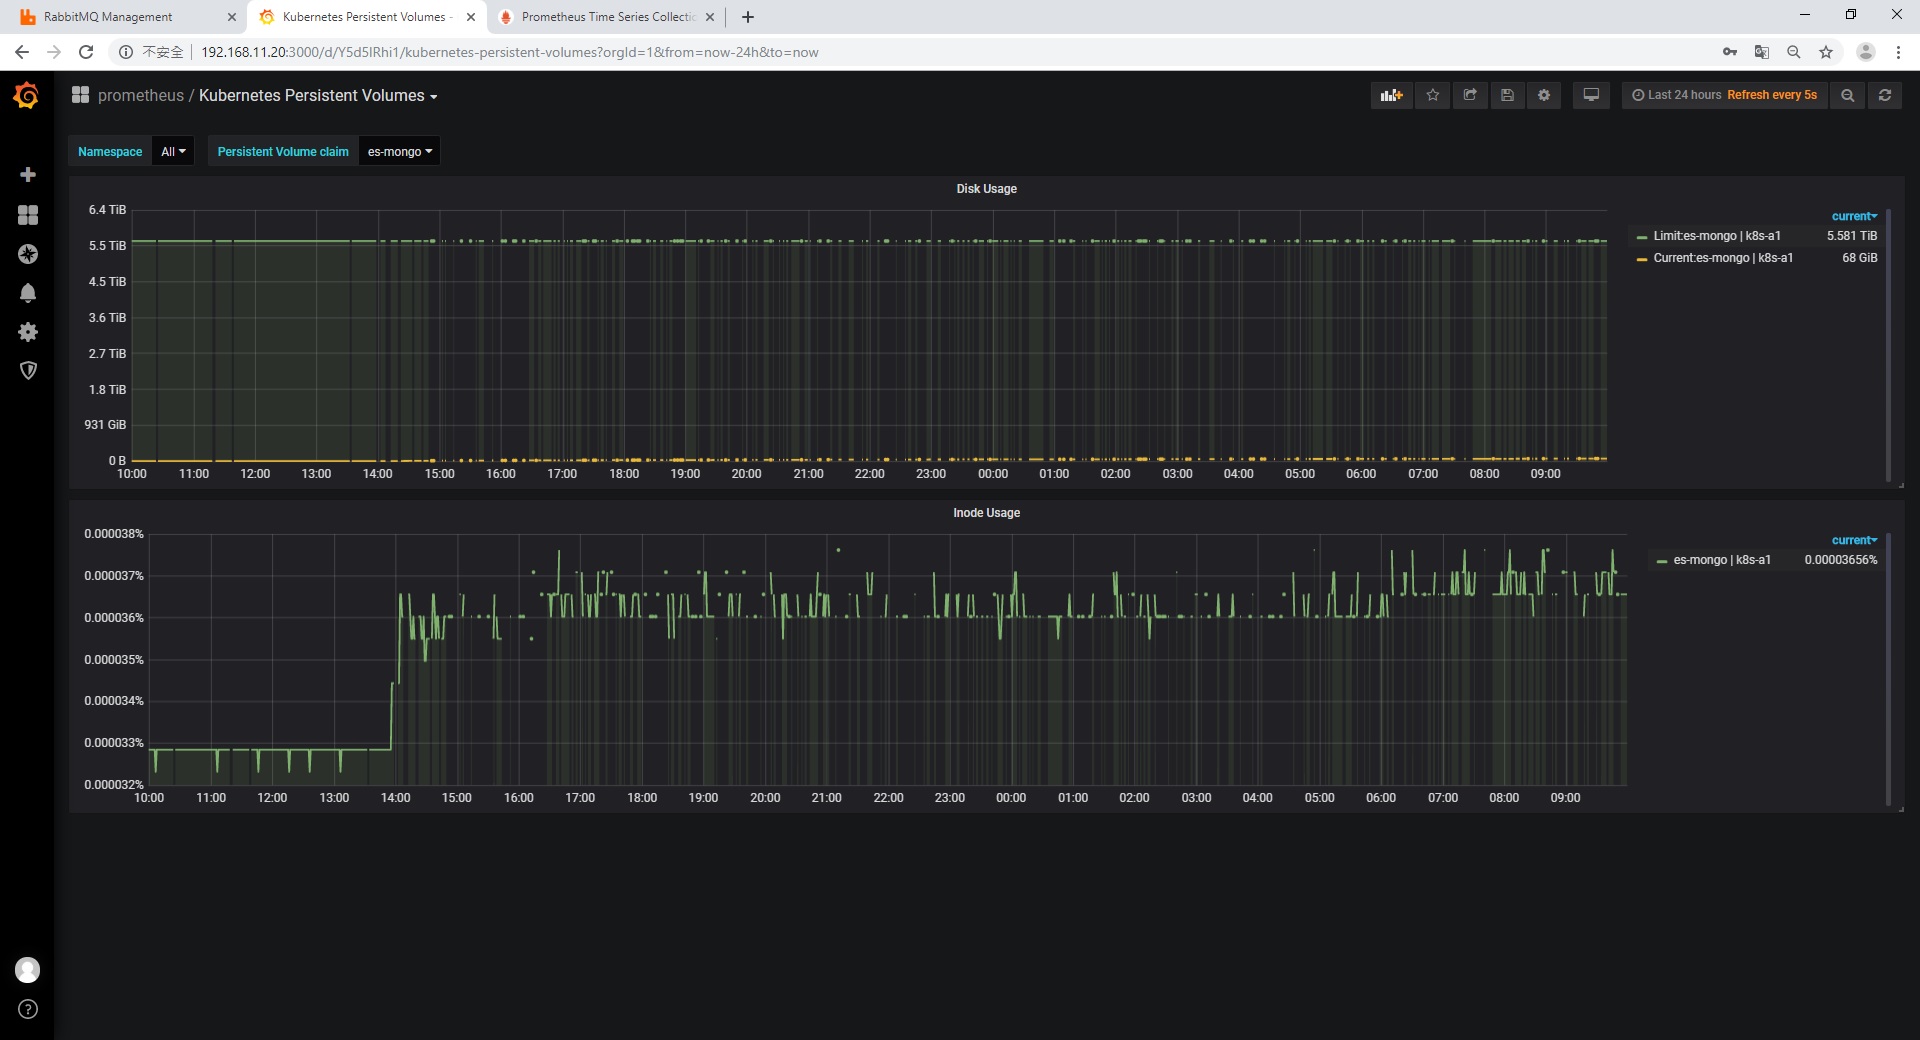 RabbitMQ Management
Kubernetes Persistent Volumes -
Prometheus Time Series Collectio
不安全
192.168.11.20:3000/d/Y5d5lRhi1/kubernetes-persistent-volumes?orgId=1&from=now-24h&to=now
prometheus / Kubernetes Persistent Volumes
Last 24 hours Refresh every 5s
Namespace All Persistent Volume claim es-mongo
Disk Usage
6.4 TiB
5.5 TiB
4.5 TiB
3.6 TiB
2.7 TiB
1.8 TiB
931 GiB
0 B
10:00 11:00 12:00 13:00 14:00 15:00 16:00 17:00 18:00 19:00 20:00 21:00 22:00 23:00 00:00 01:00 02:00 03:00 04:00 05:00 06:00 07:00 08:00 09:00
current
Limit:es-mongo | k8s-a1 5.581 TiB
Current:es-mongo | k8s-a1 68 GiB
Inode Usage
0.000038%
0.000037%
0.000036%
0.000035%
0.000034%
0.000033%
0.000032%
10:00 11:00 12:00 13:00 14:00 15:00 16:00 17:00 18:00 19:00 20:00 21:00 22:00 23:00 00:00 01:00 02:00 03:00 04:00 05:00 06:00 07:00 08:00 09:00
current
es-mongo | k8s-a1 0.00003656%